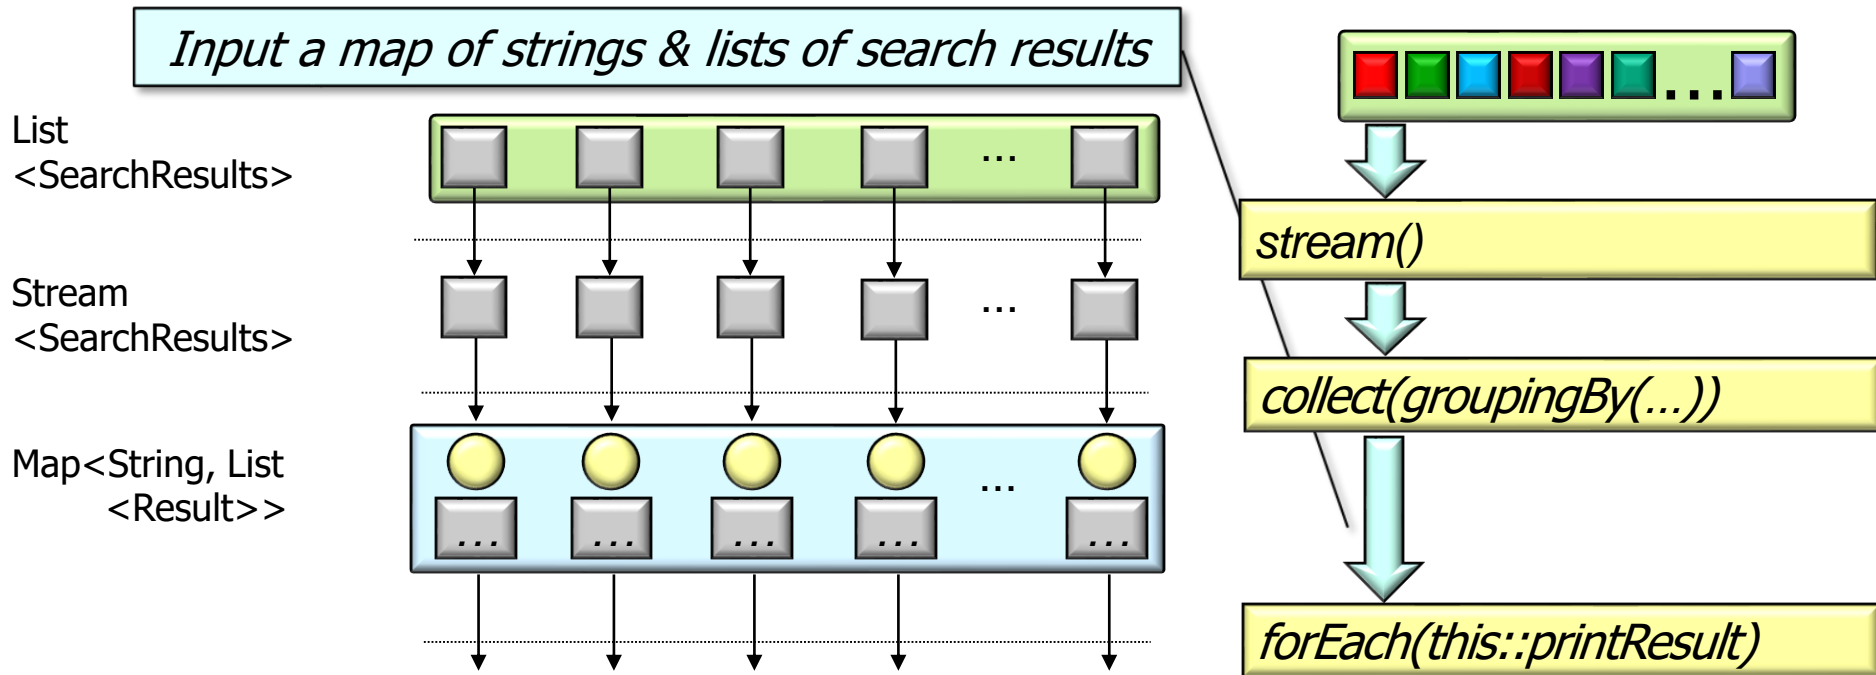 Input a map of strings & lists of search results
List
<SearchResults>
...
...
stream()
Stream
<SearchResults>
...
collect(groupingBy(...))
Map<String, List
<Result>>
...
... ... ... ... ...
forEach(this::printResult)